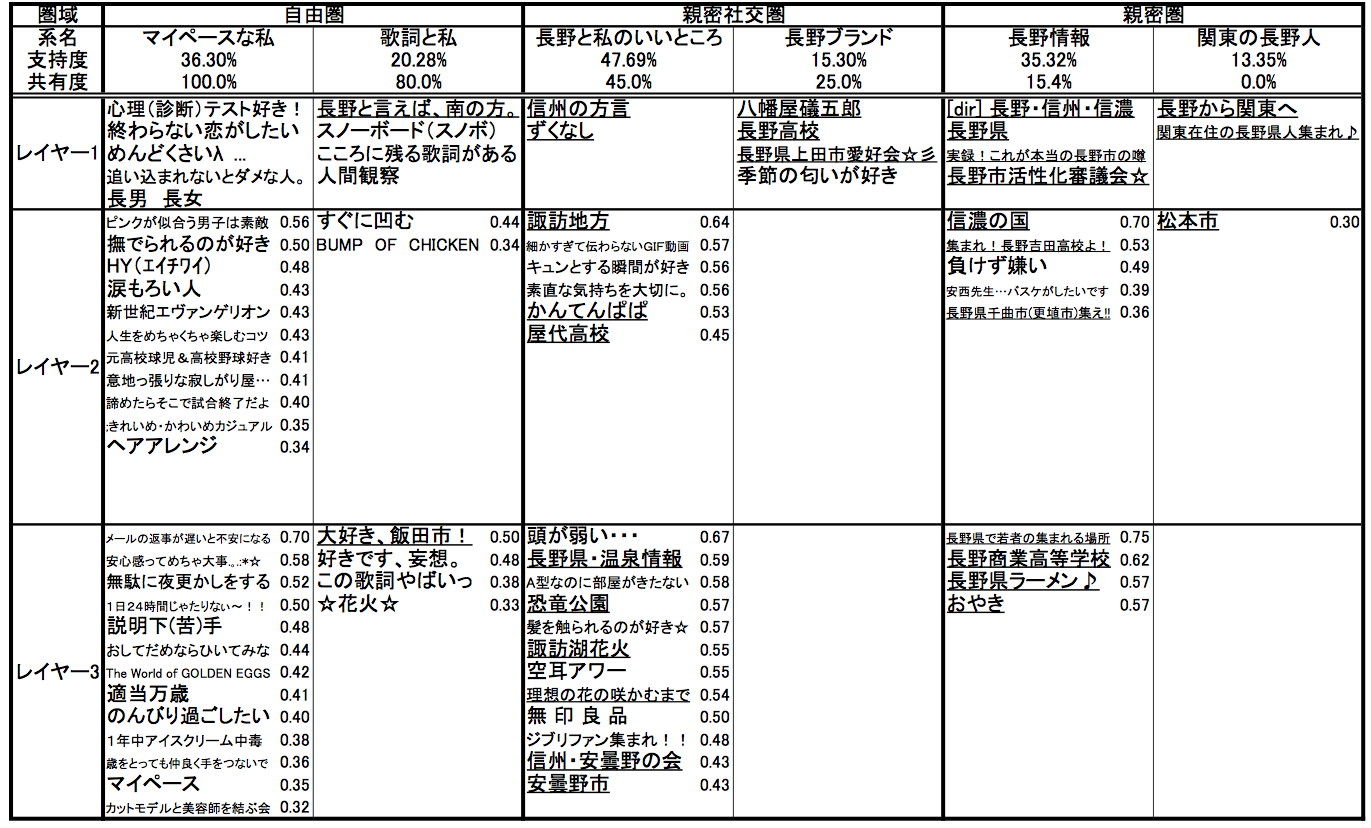 圏域 自由圏 親密社交圏 親密圏
系名 マイペースな私 歌詞と私 長野と私のいいところ 長野ブランド 長野情報 関東の長野人
支持度 36.30% 20.28% 47.69% 15.30% 35.32% 13.35%
共有度 100.0% 80.0% 45.0% 25.0% 15.4% 0.0%
レイヤー1
心理(診断)テスト好き！
終わらない恋がしたい
めんどくさいλ ...
追い込まれないとダメな人。
長男　長女
長野と言えば、南の方。
スノーボード(スノボ)
こころに残る歌詞がある
人間観察
信州の方言
ずくなし
八幡屋礒五郎
長野高校
長野県上田市愛好会☆彡
季節の匂いが好き
[dir] 長野・信州・信濃
長野県
実録！これが本当の長野市の噂
長野市活性化審議会☆
長野から関東へ
関東在住の長野県人集まれ♪
レイヤー2
ピンクが似合う男子は素敵 0.56
撫でられるのが好き 0.50
HY(エイチワイ) 0.48
涙もろい人 0.43
新世紀エヴァンゲリオン 0.43
人生をめちゃくちゃ楽しむコツ 0.43
元高校球児＆高校野球好き 0.41
意地っ張りな寂しがり屋… 0.41
諦めたらそこで試合終了だよ 0.40
:きれいめ・かわいめカジュアル 0.35
ヘアアレンジ 0.34
すぐに凹む 0.44
BUMP OF CHICKEN 0.34
諏訪地方 0.64
細かすぎて伝わらないGIF動画 0.57
キュンとする瞬間が好き 0.56
素直な気持ちを大切に。 0.56
かんてんぱぱ 0.53
屋代高校 0.45
信濃の国 0.70
集まれ！長野吉田高校よ！ 0.53
負けず嫌い 0.49
安西先生…バスケがしたいです 0.39
長野県千曲市(更埴市)集え!! 0.36
松本市 0.30
レイヤー3
メールの返事が遅いと不安になる 0.70
安心感ってめちゃ大事.。.:*☆ 0.58
無駄に夜更かしをする 0.52
１日２４時間じゃたりなぃ～！！ 0.50
説明下(苦)手 0.48
おしてだめならひいてみな 0.44
The World of GOLDEN EGGS 0.42
適当万歳 0.41
のんびり過ごしたい 0.40
１年中アイスクリーム中毒 0.38
歳をとっても仲良く手をつないで 0.36
マイペース 0.35
カットモデルと美容師を結ぶ会 0.32
大好き、飯田市！ 0.50
好きです、妄想。 0.48
この歌詞やばいっ 0.38
☆花火☆ 0.33
頭が弱い・・・ 0.67
長野県・温泉情報 0.59
A型なのに部屋がきたない 0.58
恐竜公園 0.57
髪を触られるのが好き☆ 0.57
諏訪湖花火 0.55
空耳アワー 0.55
理想の花の咲かむまで 0.54
無 印 良 品 0.50
ジブリファン集まれ！！ 0.48
信州・安曇野の会 0.43
安曇野市 0.43
長野県で若者の集まれる場所 0.75
長野商業高等学校 0.62
長野県ラーメン♪ 0.57
おやき 0.57